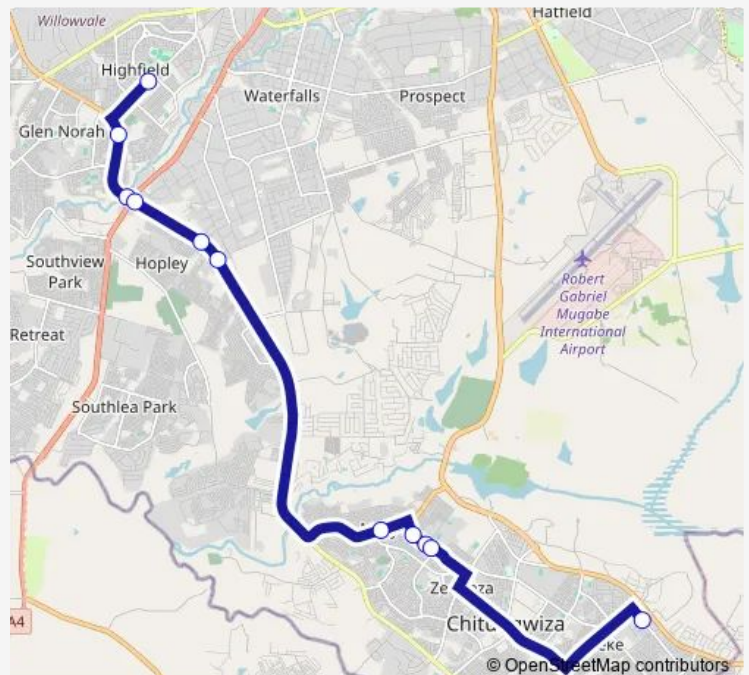 Hatfield
Willowvale
Highfield
Waterfalls
Prospect
Glen Norah
Southview
Park
Hopley
Robert
Gabriel
Mugabe
International
Airport
Retreat
Southlea Park
A4
© OpenStreetMap contributors